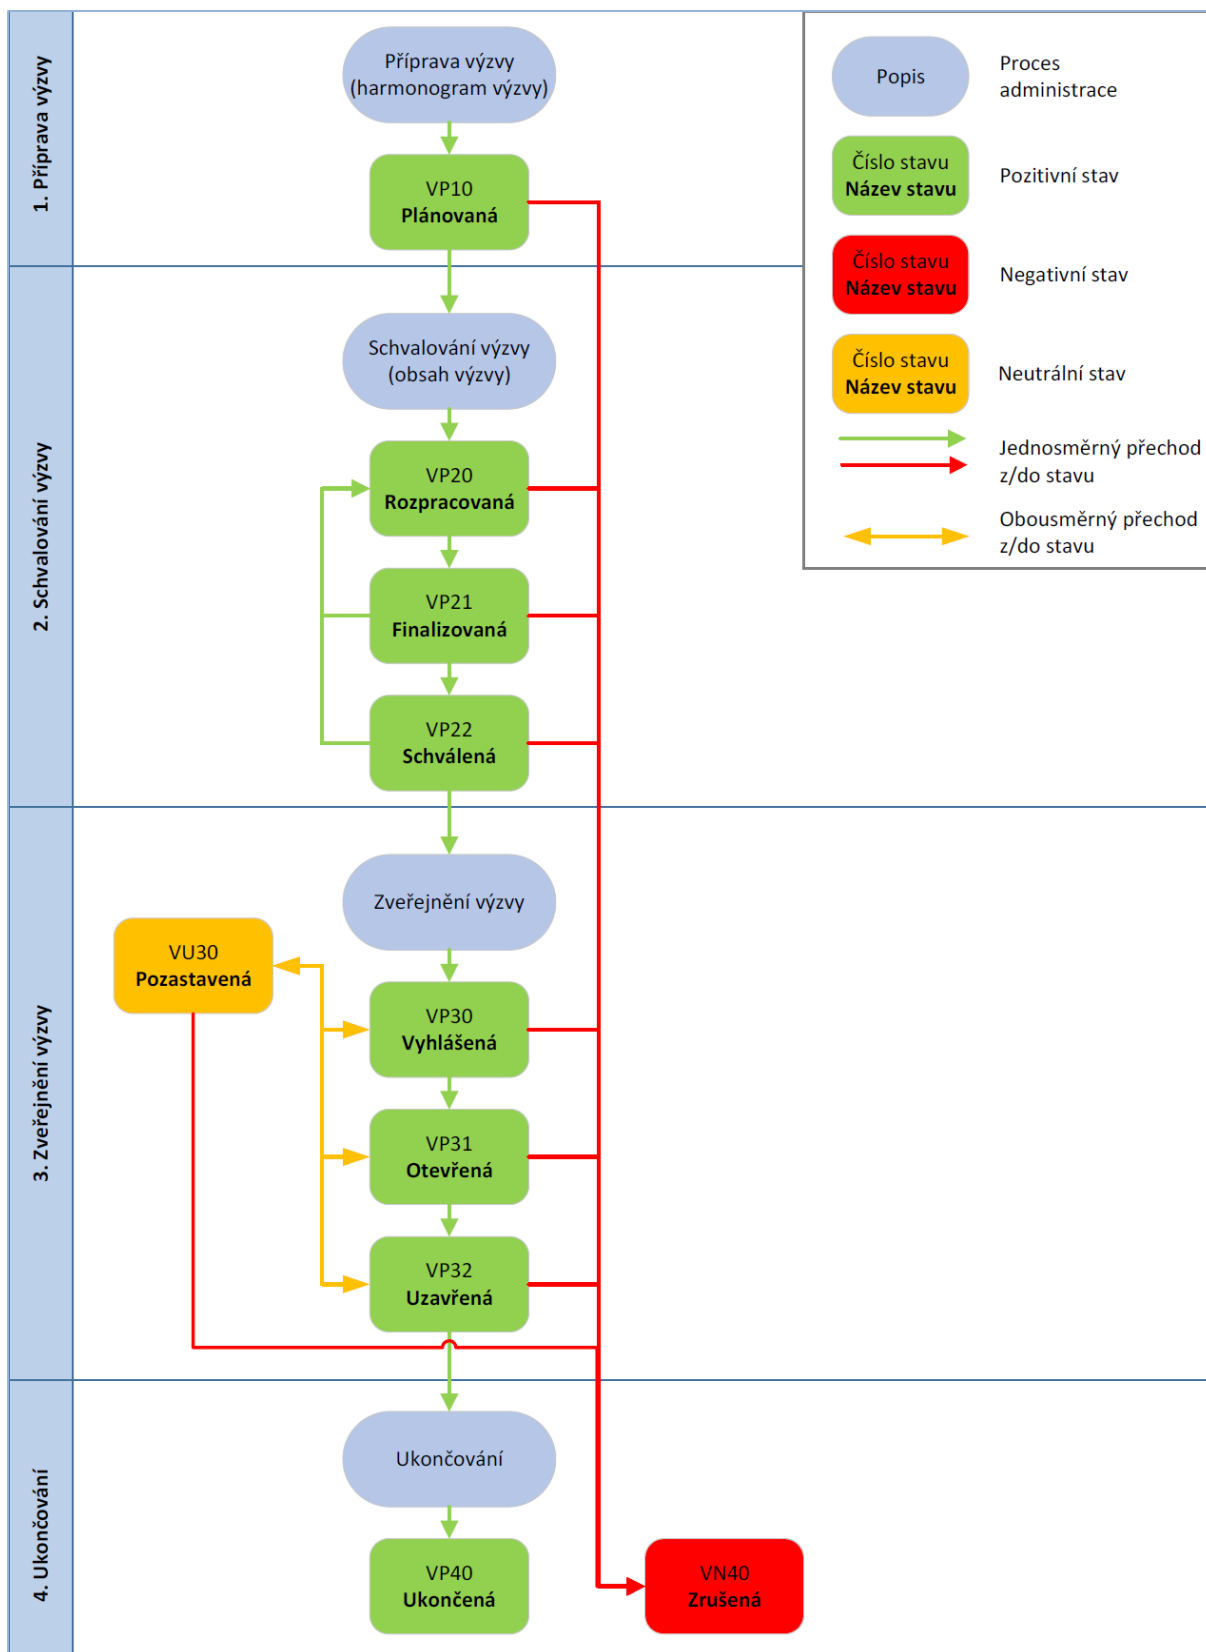 1. Příprava výzvy
Příprava výzvy
(harmonogram výzvy)
VP10
Plánovaná
2. Schvalování výzvy
Schvalování výzvy
(obsah výzvy)
VP20
Rozpracovaná
VP21
Finalizovaná
VP22
Schválená
3. Zveřejnění výzvy
Zveřejnění výzvy
VU30
Pozastavená
VP30
Vyhlášená
VP31
Otevřená
VP32
Uzavřená
4. Ukončování
Ukončování
VP40
Ukončená
VN40
Zrušená
Popis
Proces
administrace
Číslo stavu
Název stavu
Pozitivní stav
Číslo stavu
Název stavu
Negativní stav
Číslo stavu
Název stavu
Neutrální stav
Jednosměrný přechod
z/do stavu
Obousměrný přechod
z/do stavu